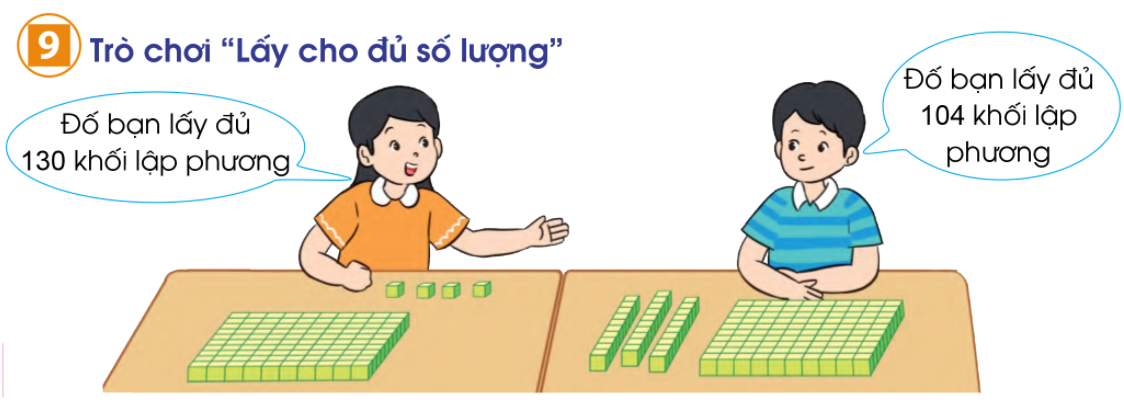 9 Trò chơi “Lấy cho đủ số lượng”
Đố bạn lấy đủ
130 khối lập phương
Đố bạn lấy đủ
104 khối lập
phương